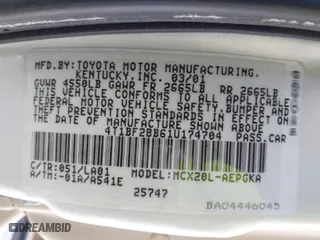 MFD.BY:TOYOTA MOTOR MANUFACTURING,
KENTUCKY,INC. 03/01
GVWR 4550LB GAWR FR 2665LB RR 2665LB
THIS VEHICLE CONFORMS TO ALL APPLICABLE
FEDERAL MOTOR VEHICLE SAFETY, BUMPER, AND
THEFT PREVENTION STANDARDS IN EFFECT ON
THE DATE OF MANUFACTURE SHOWN ABOVE.
4T1BF28B61U174704 PASS.CAR
C/TR:051/LA01 MODEL:MCX20L-AEPGKA
A/TM:-01A/A541E
25747
BA04446045
DCAR.INFO